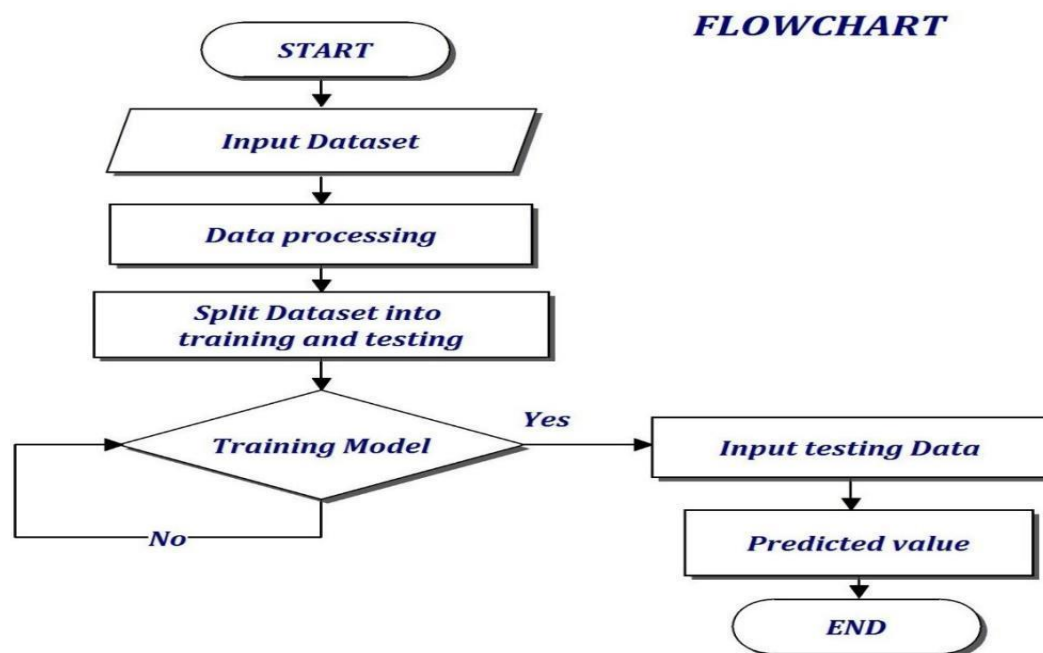 FLOWCHART
START
Input Dataset
Data processing
Split Dataset into
training and testing
Training Model
Yes
No
Input testing Data
Predicted value
END